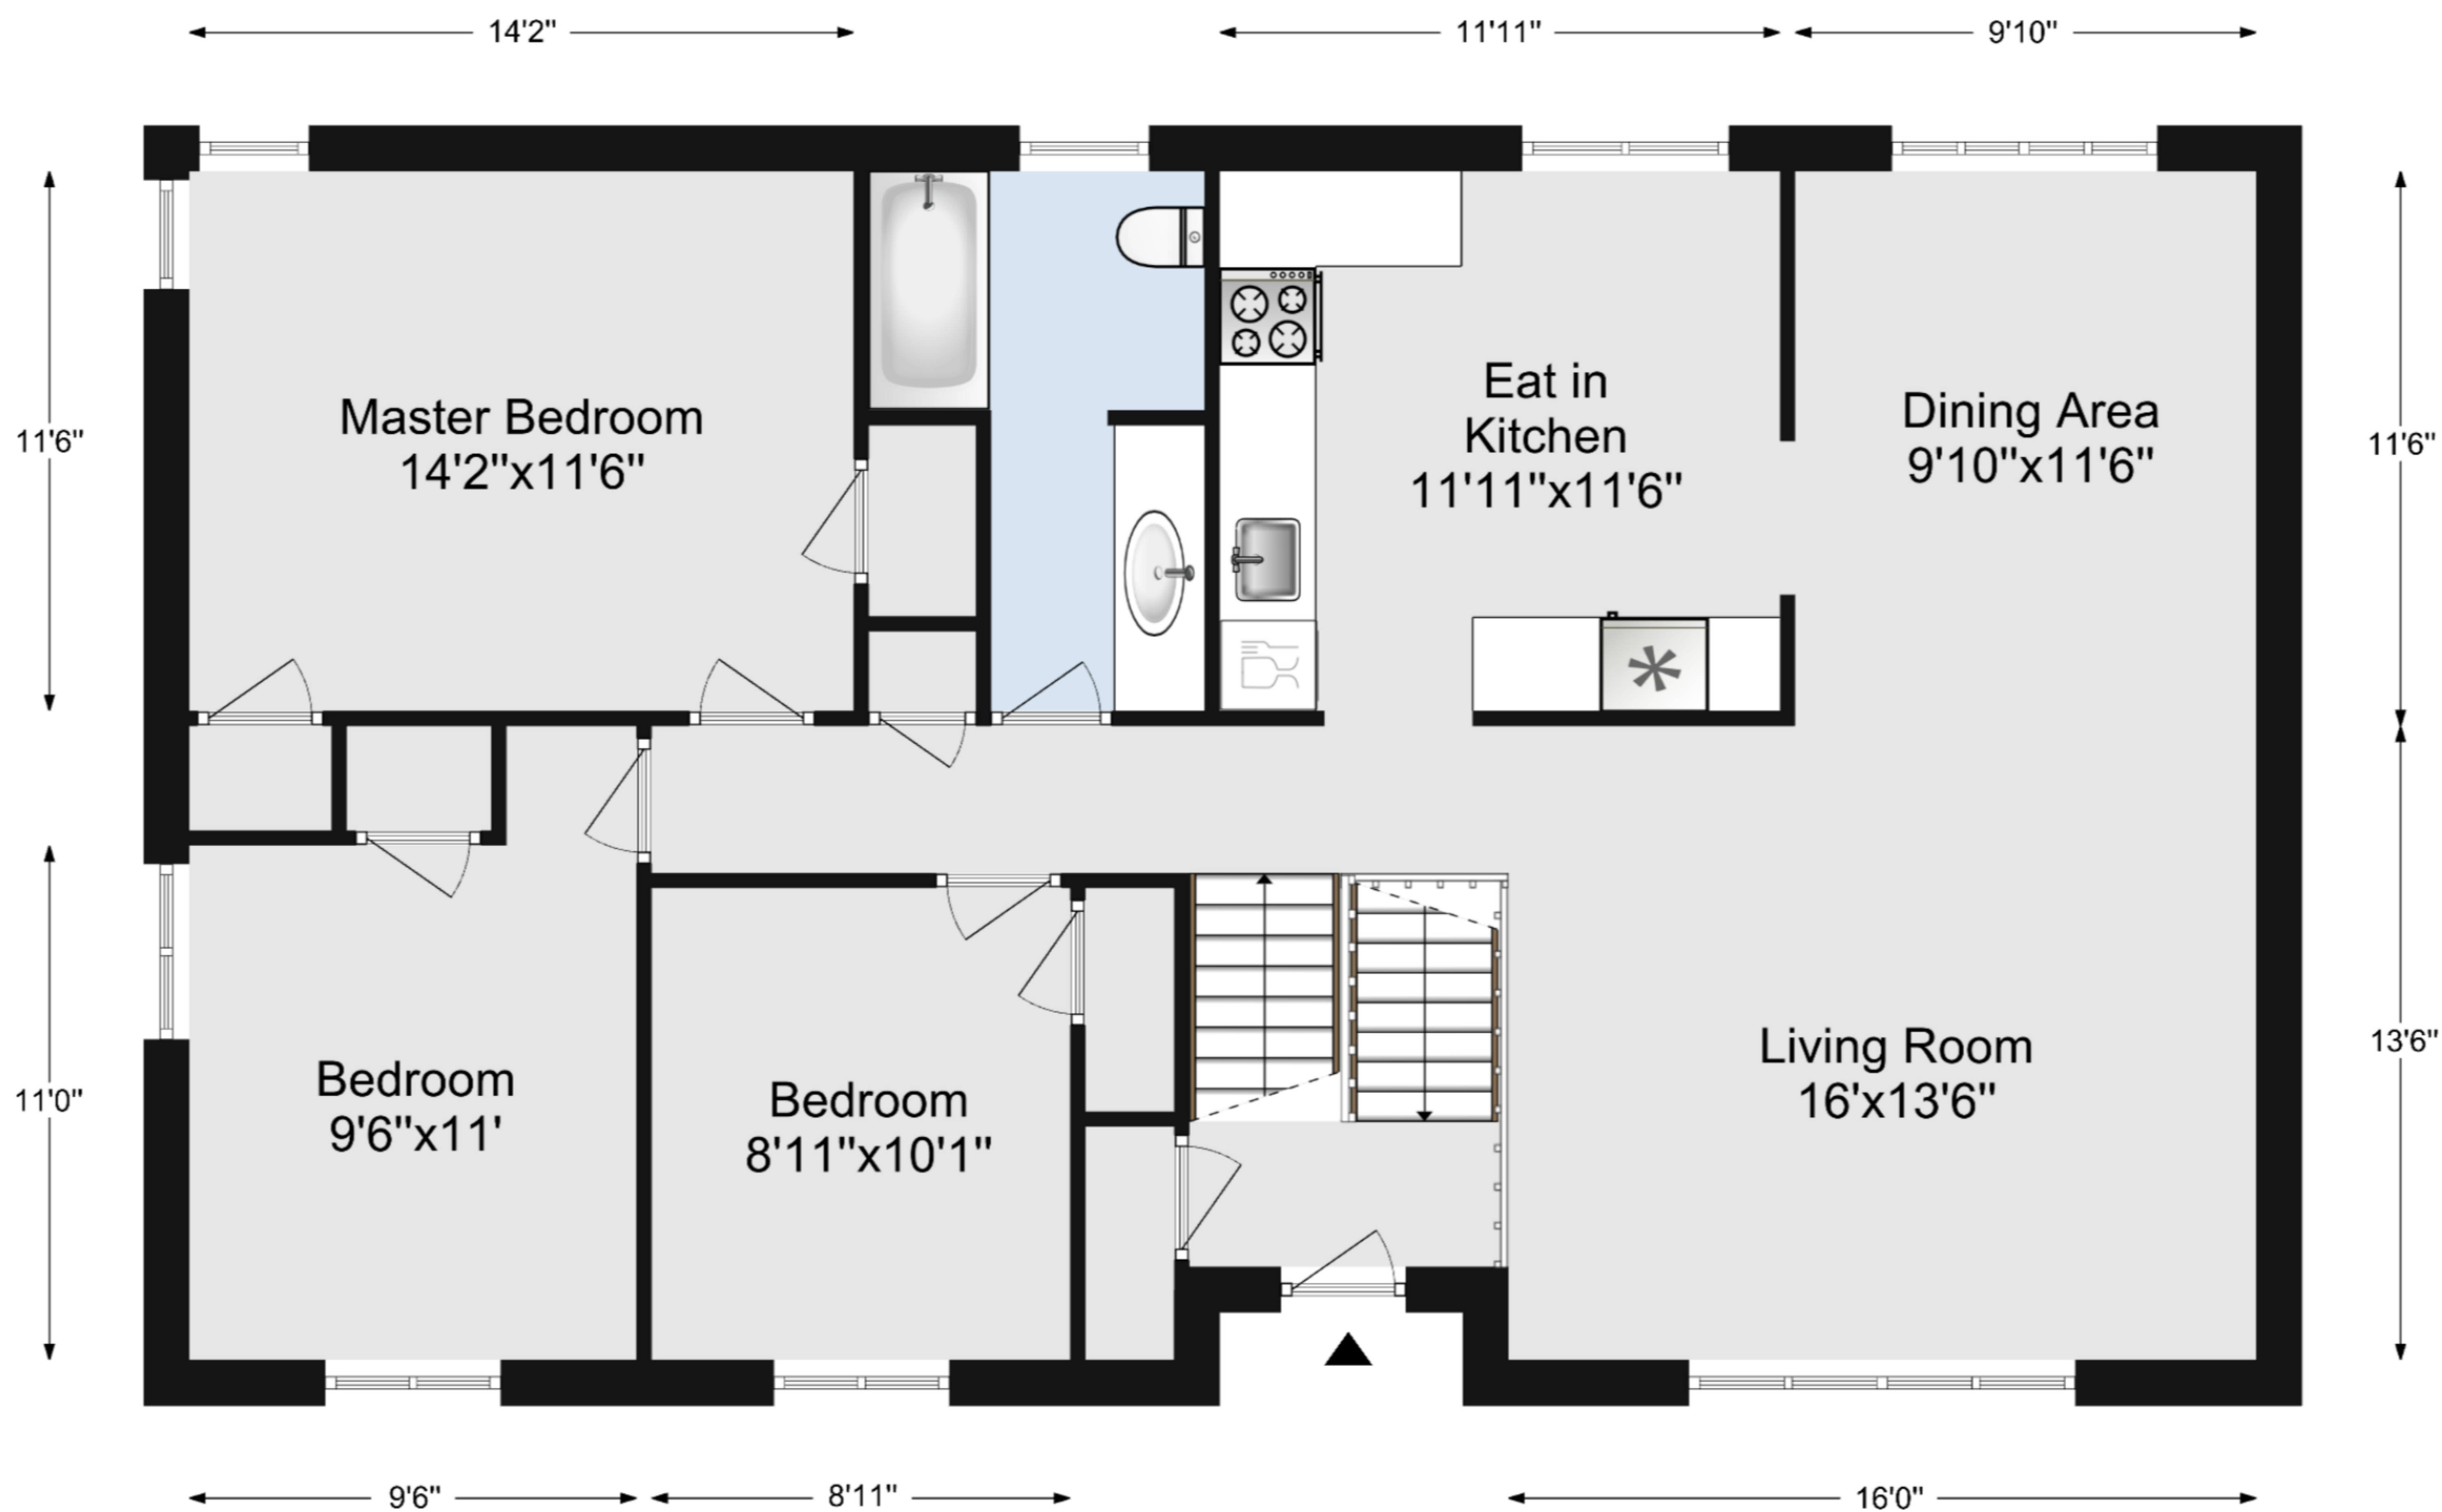 14'2"
11'11"
9'10"
11'6"
Master Bedroom
14'2"x11'6"
Eat in
Kitchen
11'11"x11'6"
Dining Area
9'10"x11'6"
11'6"
11'0"
Bedroom
9'6"x11'
Bedroom
8'11"x10'1"
Living Room
16'x13'6"
13'6"
9'6"
8'11"
16'0"